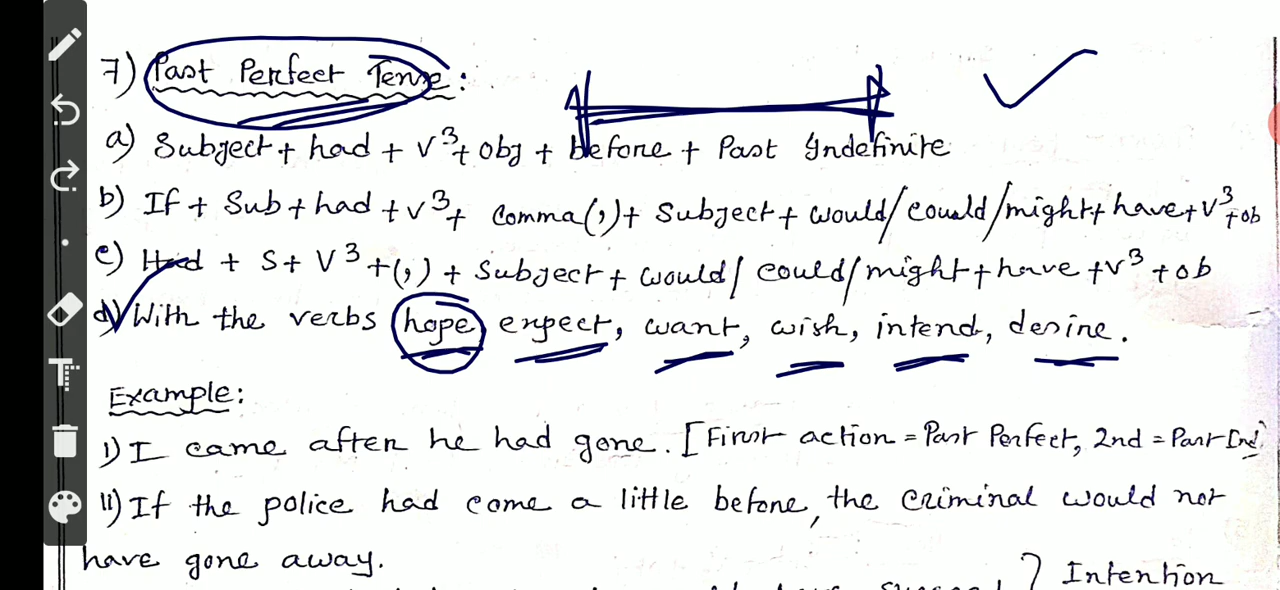 7) Past Perfect Tense:
a) Subject + had + V³ + obj + before + Past Indefinite
b) If + Sub + had + V³ + Comma(,) + Subject + would/could/might + have + V³ + ob
c) Had + S + V³ + (,) + Subject + would/could/might + have + V³ + ob
d) With the verbs hope, expect, want, wish, intend, desire.
Example:
i) I came after he had gone. [First action = Past Perfect, 2nd = Past Ind
ii) If the police had come a little before, the criminal would not
have gone away.
? Intention